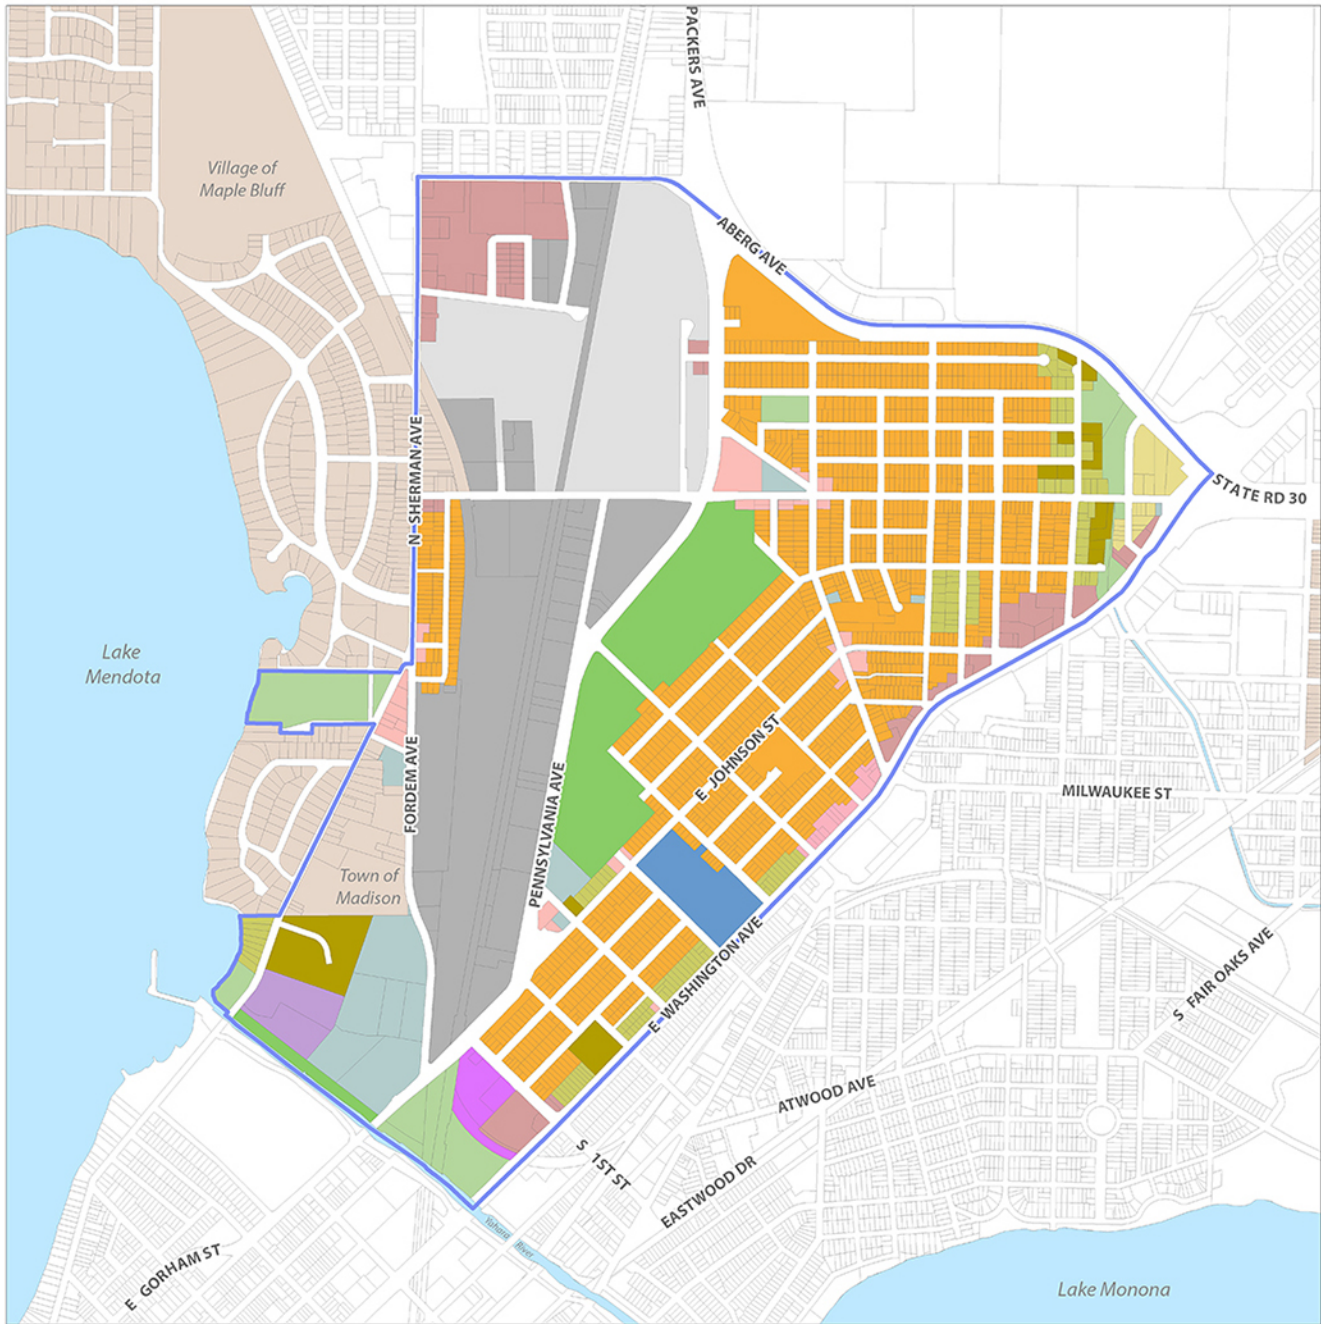 PACKERS AVE
Village of
Maple Bluff
ABERG AVE
N SHERMAN AVE
STATE RD 30
Lake
Mendota
E JOHNSON ST
FORDEM AVE
PENNSYLVANIA AVE
MILWAUKEE ST
Town of
Madison
E WASHINGTON AVE
S FAIR OAKS AVE
ATWOOD AVE
S 1ST ST
EASTWOOD DR
Yahara River
E GORHAM ST
Lake Monona